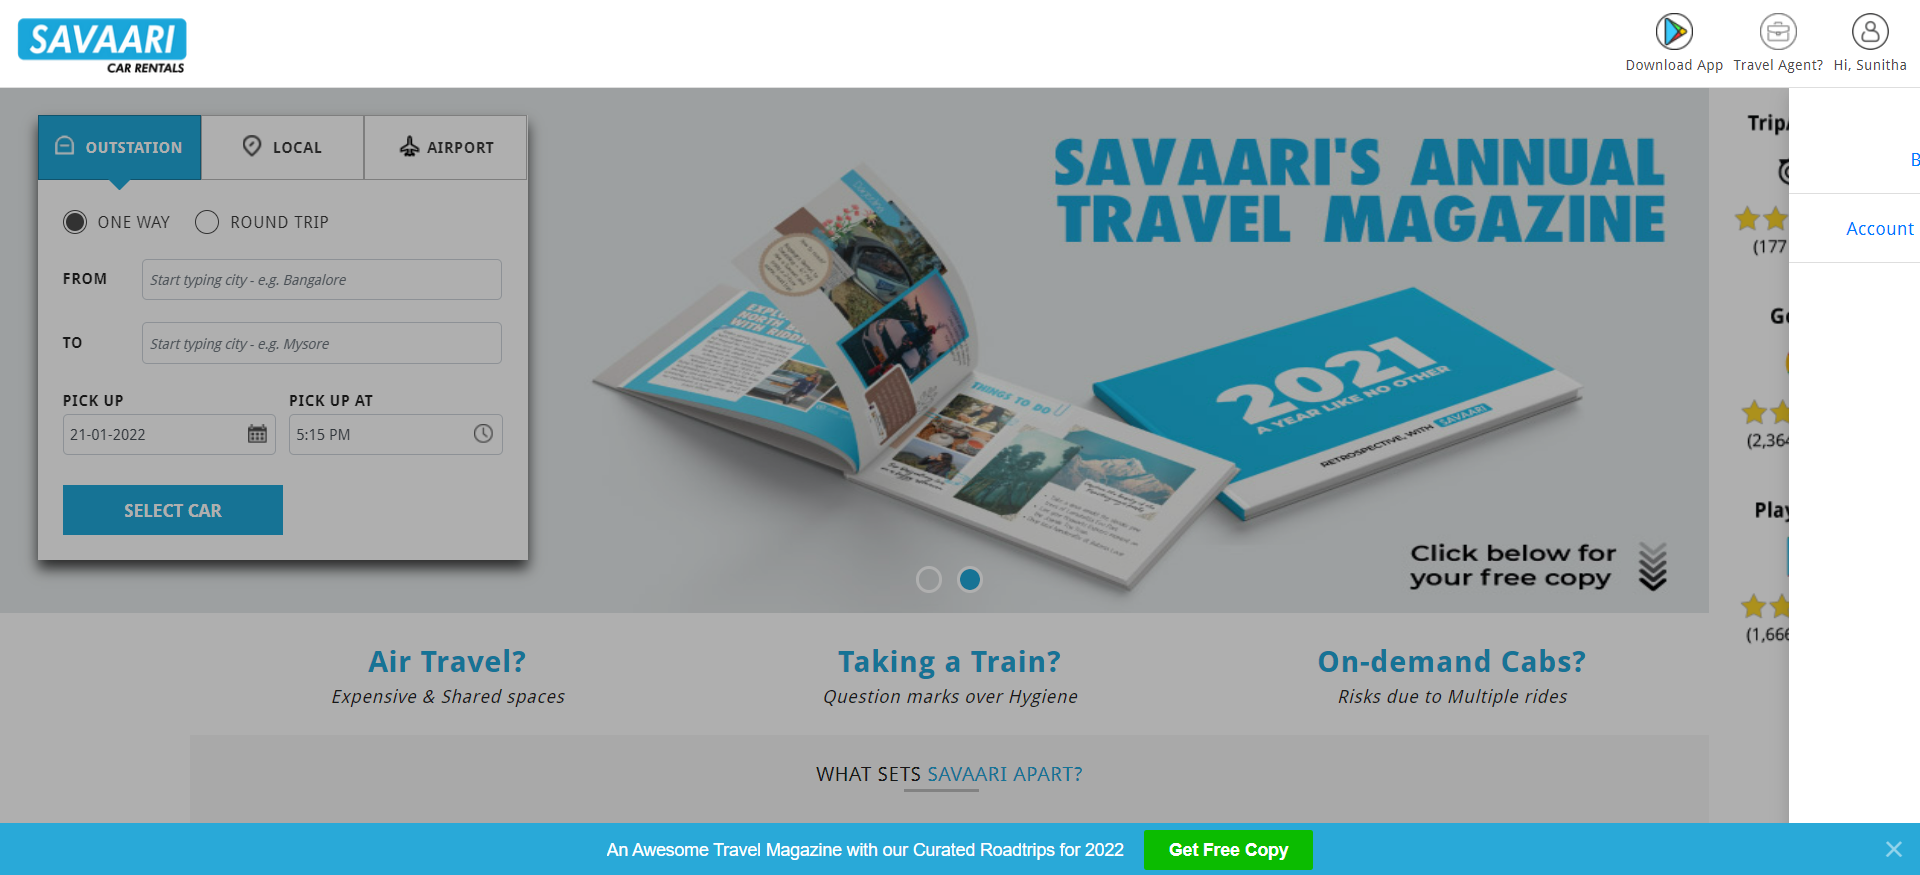 SAVAARI
CAR RENTALS
Download App
Travel Agent?
Hi, Sunitha
OUTSTATION
LOCAL
AIRPORT
ONE WAY
ROUND TRIP
FROM
Start typing city - e.g. Bangalore
TO
Start typing city - e.g. Mysore
PICK UP
PICK UP AT
21-01-2022
5:15 PM
SELECT CAR
SAVAARI'S ANNUAL
TRAVEL MAGAZINE
THINGS TO DO
2021
A YEAR LIKE NO OTHER
RETROSPECTIVE, WITH SAVAARI
Click below for
your free copy
Trip
(177
(2,364
Play
(1,666
B
Account
Air Travel?
Expensive & Shared spaces
Taking a Train?
Question marks over Hygiene
On-demand Cabs?
Risks due to Multiple rides
WHAT SETS SAVAARI APART?
An Awesome Travel Magazine with our Curated Roadtrips for 2022
Get Free Copy